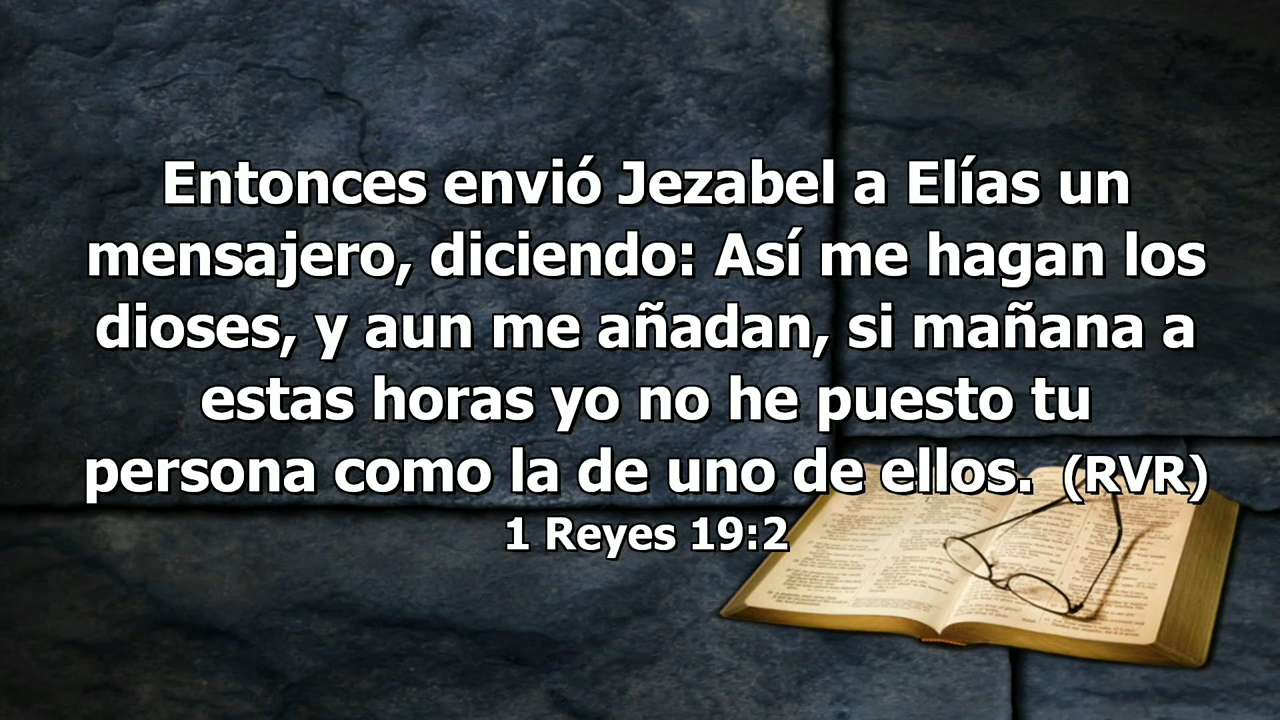 Entonces envió Jezabel a Elías un
mensajero, diciendo: Así me hagan los
dioses, y aun me añadan, si mañana a
estas horas yo no he puesto tu
persona como la de uno de ellos. (RVR)
1 Reyes 19:2